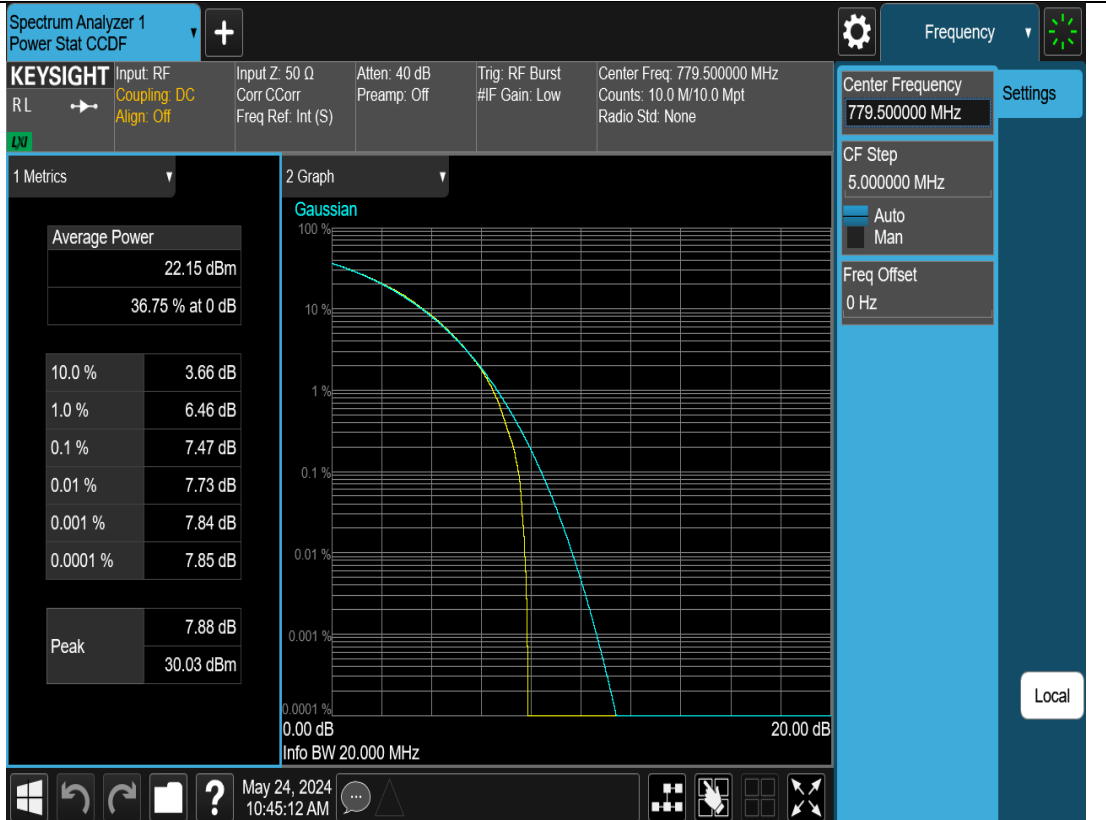 Spectrum Analyzer 1
Power Stat CCDF
+
Frequency
KEYSIGHT
RL
LXI
Input: RF
Coupling: DC
Align: Off
Input Z: 50 Ω
Corr CCorr
Freq Ref: Int (S)
Atten: 40 dB
Preamp: Off
Trig: RF Burst
#IF Gain: Low
Center Freq: 779.500000 MHz
Counts: 10.0 M/10.0 Mpt
Radio Std: None
Center Frequency
779.500000 MHz
Settings
CF Step
5.000000 MHz
Auto
Man
Freq Offset
0 Hz
1 Metrics
Average Power
22.15 dBm
36.75 % at 0 dB
10.0 % 3.66 dB
1.0 % 6.46 dB
0.1 % 7.47 dB
0.01 % 7.73 dB
0.001 % 7.84 dB
0.0001 % 7.85 dB
Peak
7.88 dB
30.03 dBm
2 Graph
Gaussian
100 %
10 %
1 %
0.1 %
0.01 %
0.001 %
0.0001 %
0.00 dB 20.00 dB
Info BW 20.000 MHz
Local
?
May 24, 2024
10:45:12 AM